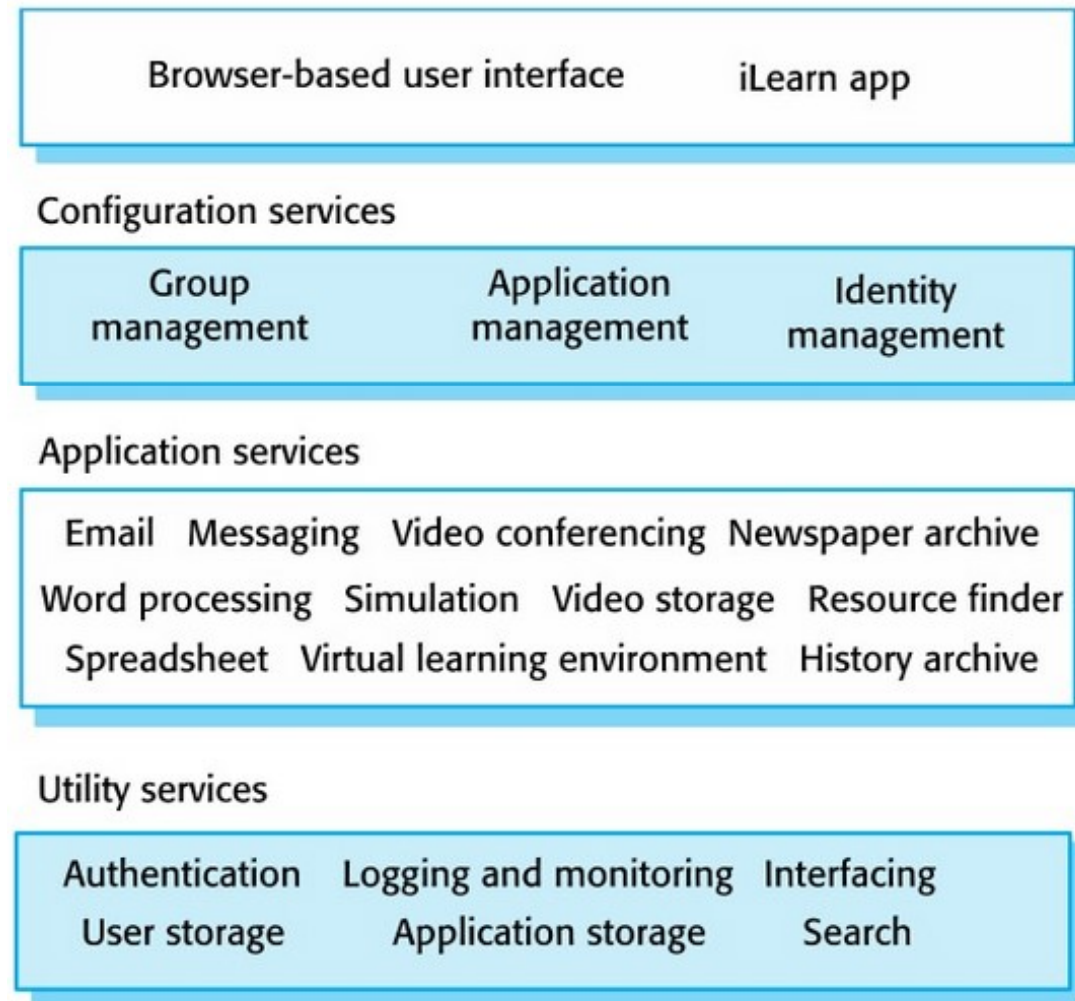 Browser-based user interface iLearn app
Configuration services
Group management Application management Identity management
Application services
Email Messaging Video conferencing Newspaper archive
Word processing Simulation Video storage Resource finder
Spreadsheet Virtual learning environment History archive
Utility services
Authentication Logging and monitoring Interfacing
User storage Application storage Search